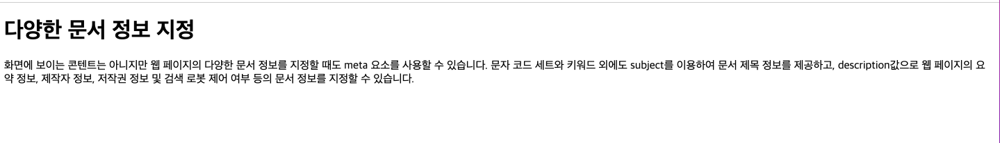 다양한 문서 정보 지정
화면에 보이는 콘텐트는 아니지만 웹 페이지의 다양한 문서 정보를 지정할 때도 meta 요소를 사용할 수 있습니다. 문자 코드 세트와 키워드 외에도 subject를 이용하여 문서 제목 정보를 제공하고, description값으로 웹 페이지의 요
약 정보, 제작자 정보, 저작권 정보 및 검색 로봇 제어 여부 등의 문서 정보를 지정할 수 있습니다.